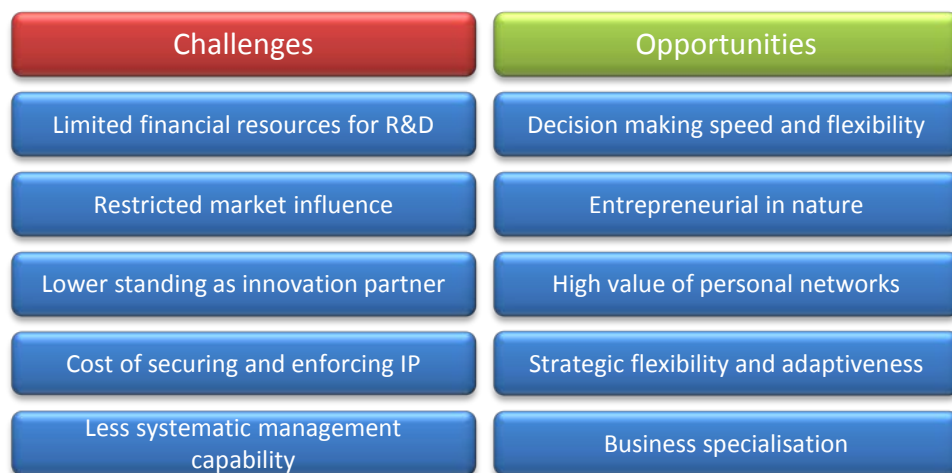 Challenges
Limited financial resources for R&D
Restricted market influence
Lower standing as innovation partner
Cost of securing and enforcing IP
Less systematic management
capability
Opportunities
Decision making speed and flexibility
Entrepreneurial in nature
High value of personal networks
Strategic flexibility and adaptiveness
Business specialisation